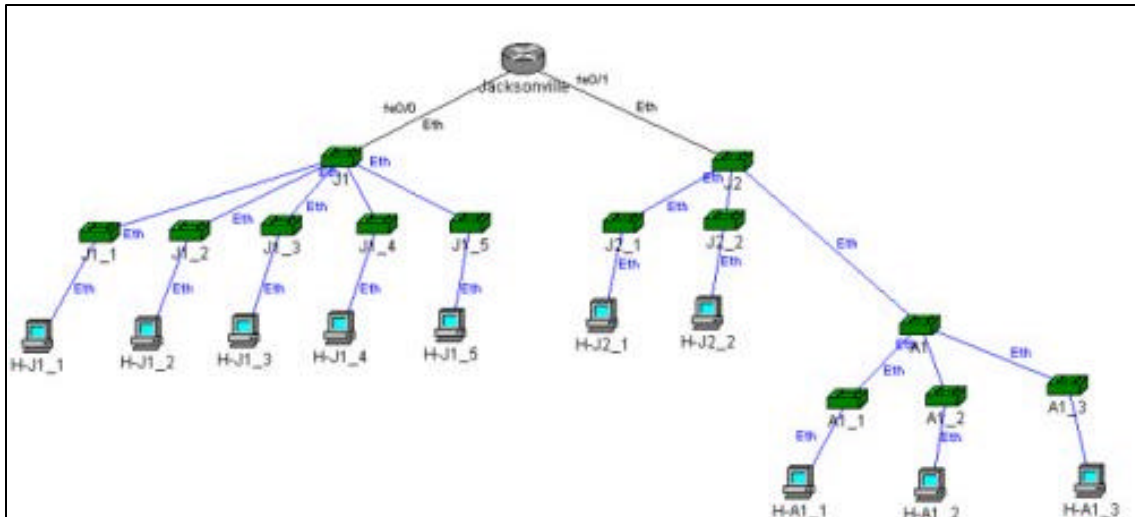 Jacksonville
fe0/0
fe0/1
Eth
Eth
J1
Eth
Eth
J2
Eth
J1_1
Eth
J1_2
Eth
J1_3
Eth
J1_4
J1_5
J2_1
Eth
J2_2
Eth
Eth
Eth
Eth
Eth
Eth
Eth
Eth
H-J1_1
H-J1_2
H-J1_3
H-J1_4
H-J1_5
H-J2_1
H-J2_2
A1
Eth
Eth
Eth
A1_1
A1_2
A1_3
Eth
Eth
H-A1_1
H-A1_2
H-A1_3